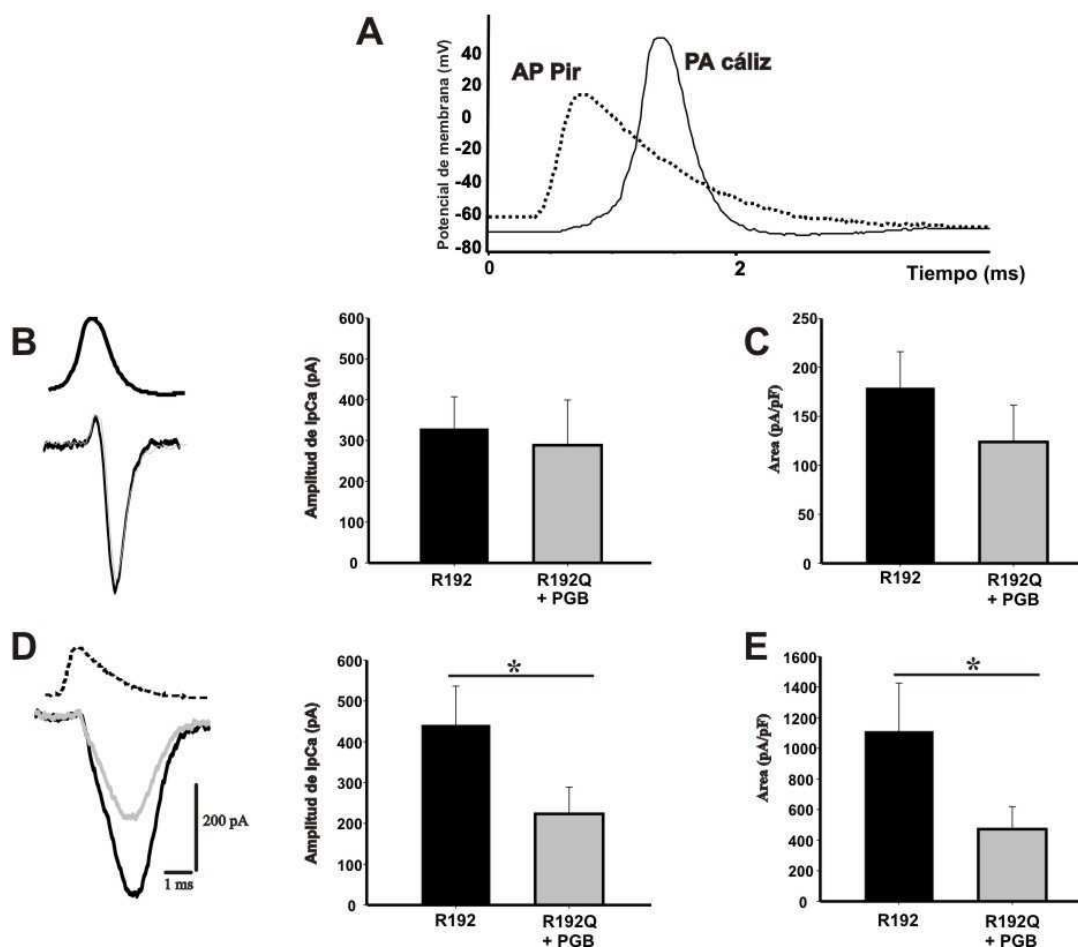 A
Potencial de membrana (mV)
40
20
0
-20
-40
-60
-80
AP Pir
PA cáliz
0
2
Tiempo (ms)
B
Amplitud de IpCa (pA)
600
500
400
300
200
100
0
R192
R192Q
+ PGB
C
Area (pA/pF)
250
200
150
100
50
0
R192
R192Q
+ PGB
D
200 pA
1 ms
Amplitud de IpCa (pA)
600
500
400
300
200
100
0
*
R192
R192Q
+ PGB
E
Area (pA/pF)
1600
1400
1200
1000
800
600
400
200
0
*
R192
R192Q
+ PGB